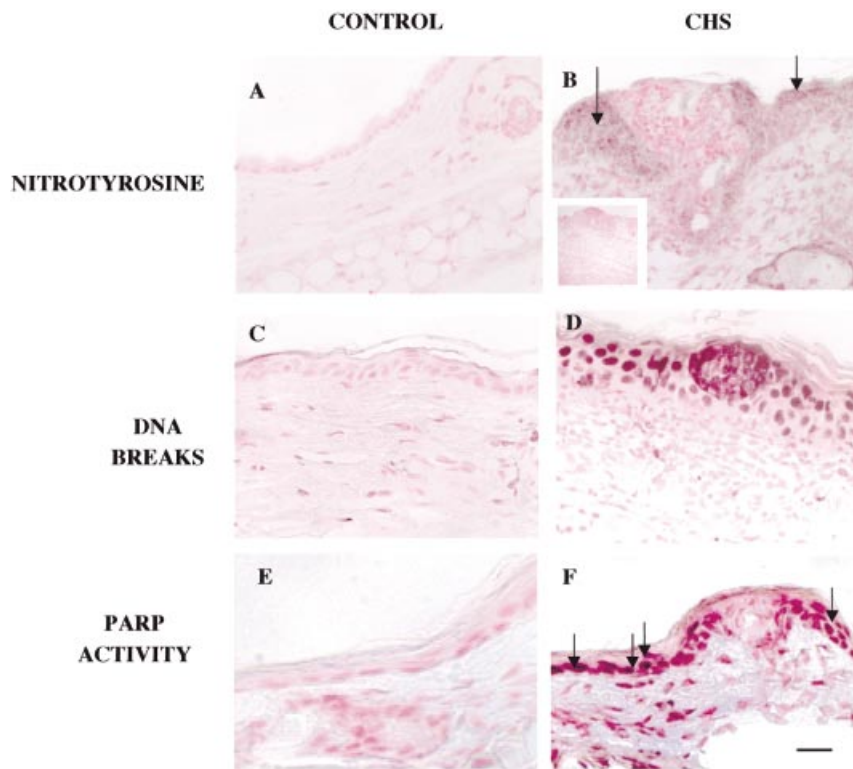 CONTROL CHS
NITROTYROSINE A B
DNA
BREAKS C D
PARP
ACTIVITY E F